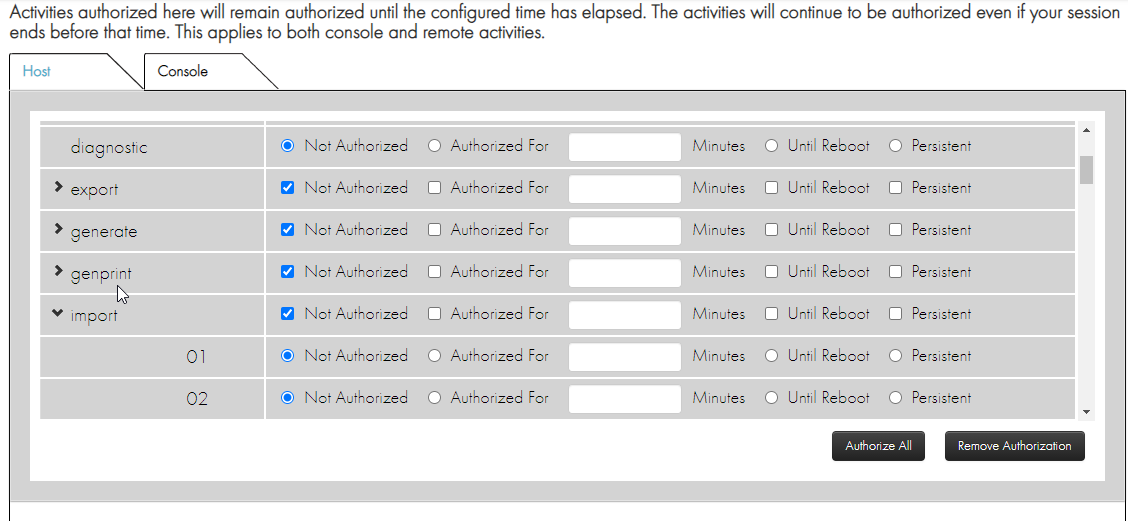 Activities authorized here will remain authorized until the configured time has elapsed. The activities will continue to be authorized even if your session
ends before that time. This applies to both console and remote activities.
Host Console
diagnostic Not Authorized Authorized For Minutes Until Reboot Persistent
export Not Authorized Authorized For Minutes Until Reboot Persistent
generate Not Authorized Authorized For Minutes Until Reboot Persistent
genprint Not Authorized Authorized For Minutes Until Reboot Persistent
import Not Authorized Authorized For Minutes Until Reboot Persistent
01 Not Authorized Authorized For Minutes Until Reboot Persistent
02 Not Authorized Authorized For Minutes Until Reboot Persistent
Authorize All Remove Authorization